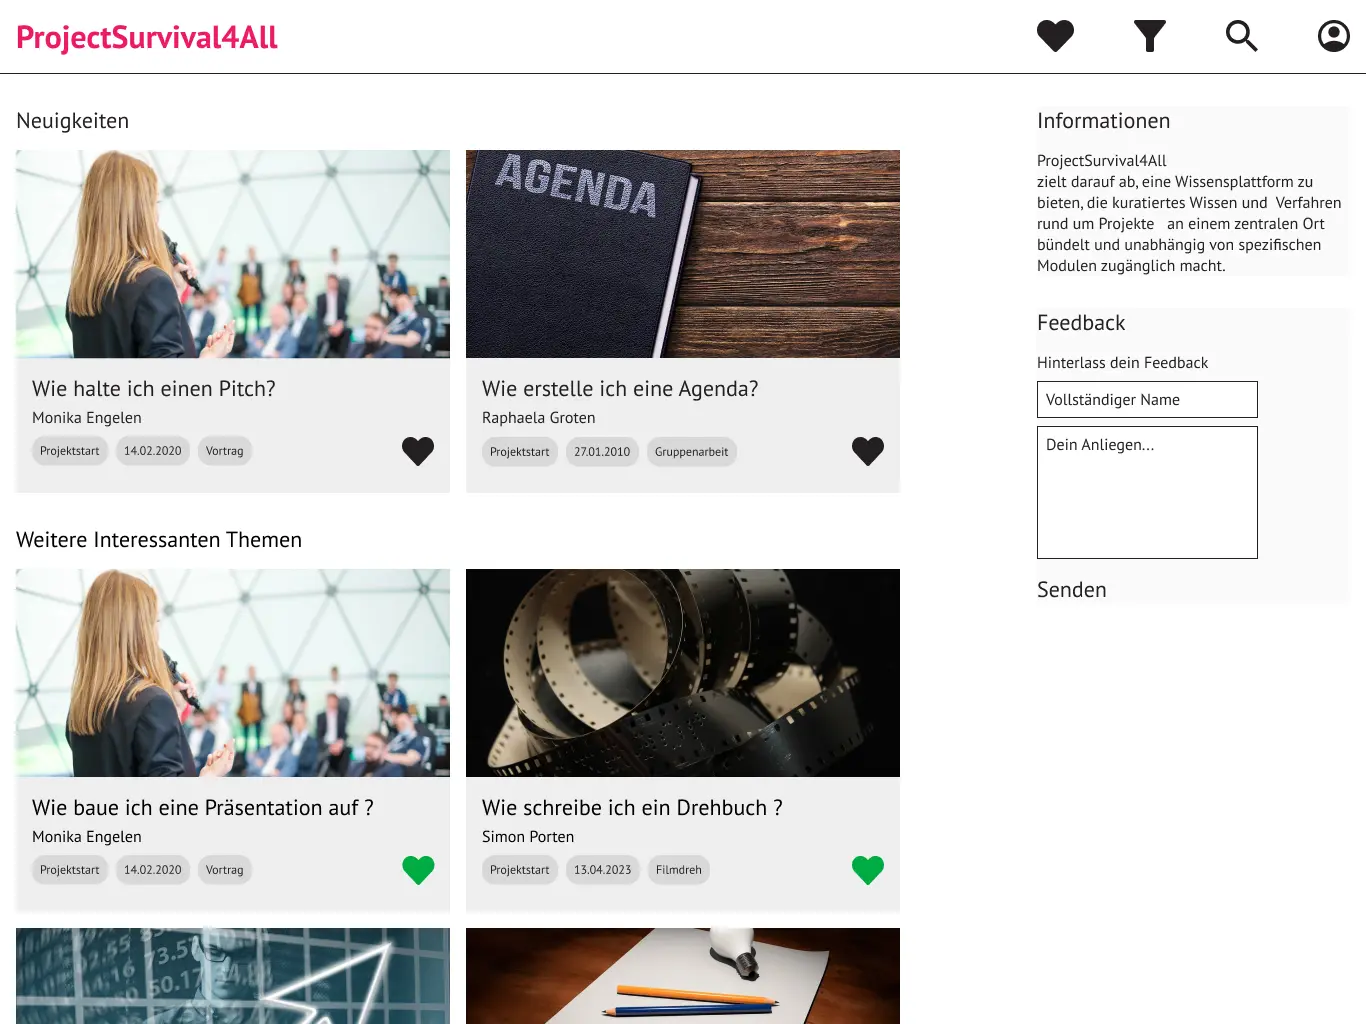 ProjectSurvival4All
Neuigkeiten
AGENDA
Wie halte ich einen Pitch?
Monika Engelen
Projektstart 14.02.2020 Vortrag
Wie erstelle ich eine Agenda?
Raphaela Groten
Projektstart 27.01.2010 Gruppenarbeit
Weitere Interessanten Themen
Wie baue ich eine Präsentation auf ?
Monika Engelen
Projektstart 14.02.2020 Vortrag
Wie schreibe ich ein Drehbuch ?
Simon Porten
Projektstart 13.04.2023 Filmdreh
Informationen
ProjectSurvival4All
zielt darauf ab, eine Wissensplattform zu
bieten, die kuratiertes Wissen und Verfahren
rund um Projekte an einem zentralen Ort
bündelt und unabhängig von spezifischen
Modulen zugänglich macht.
Feedback
Hinterlass dein Feedback
Vollständiger Name
Dein Anliegen...
Senden